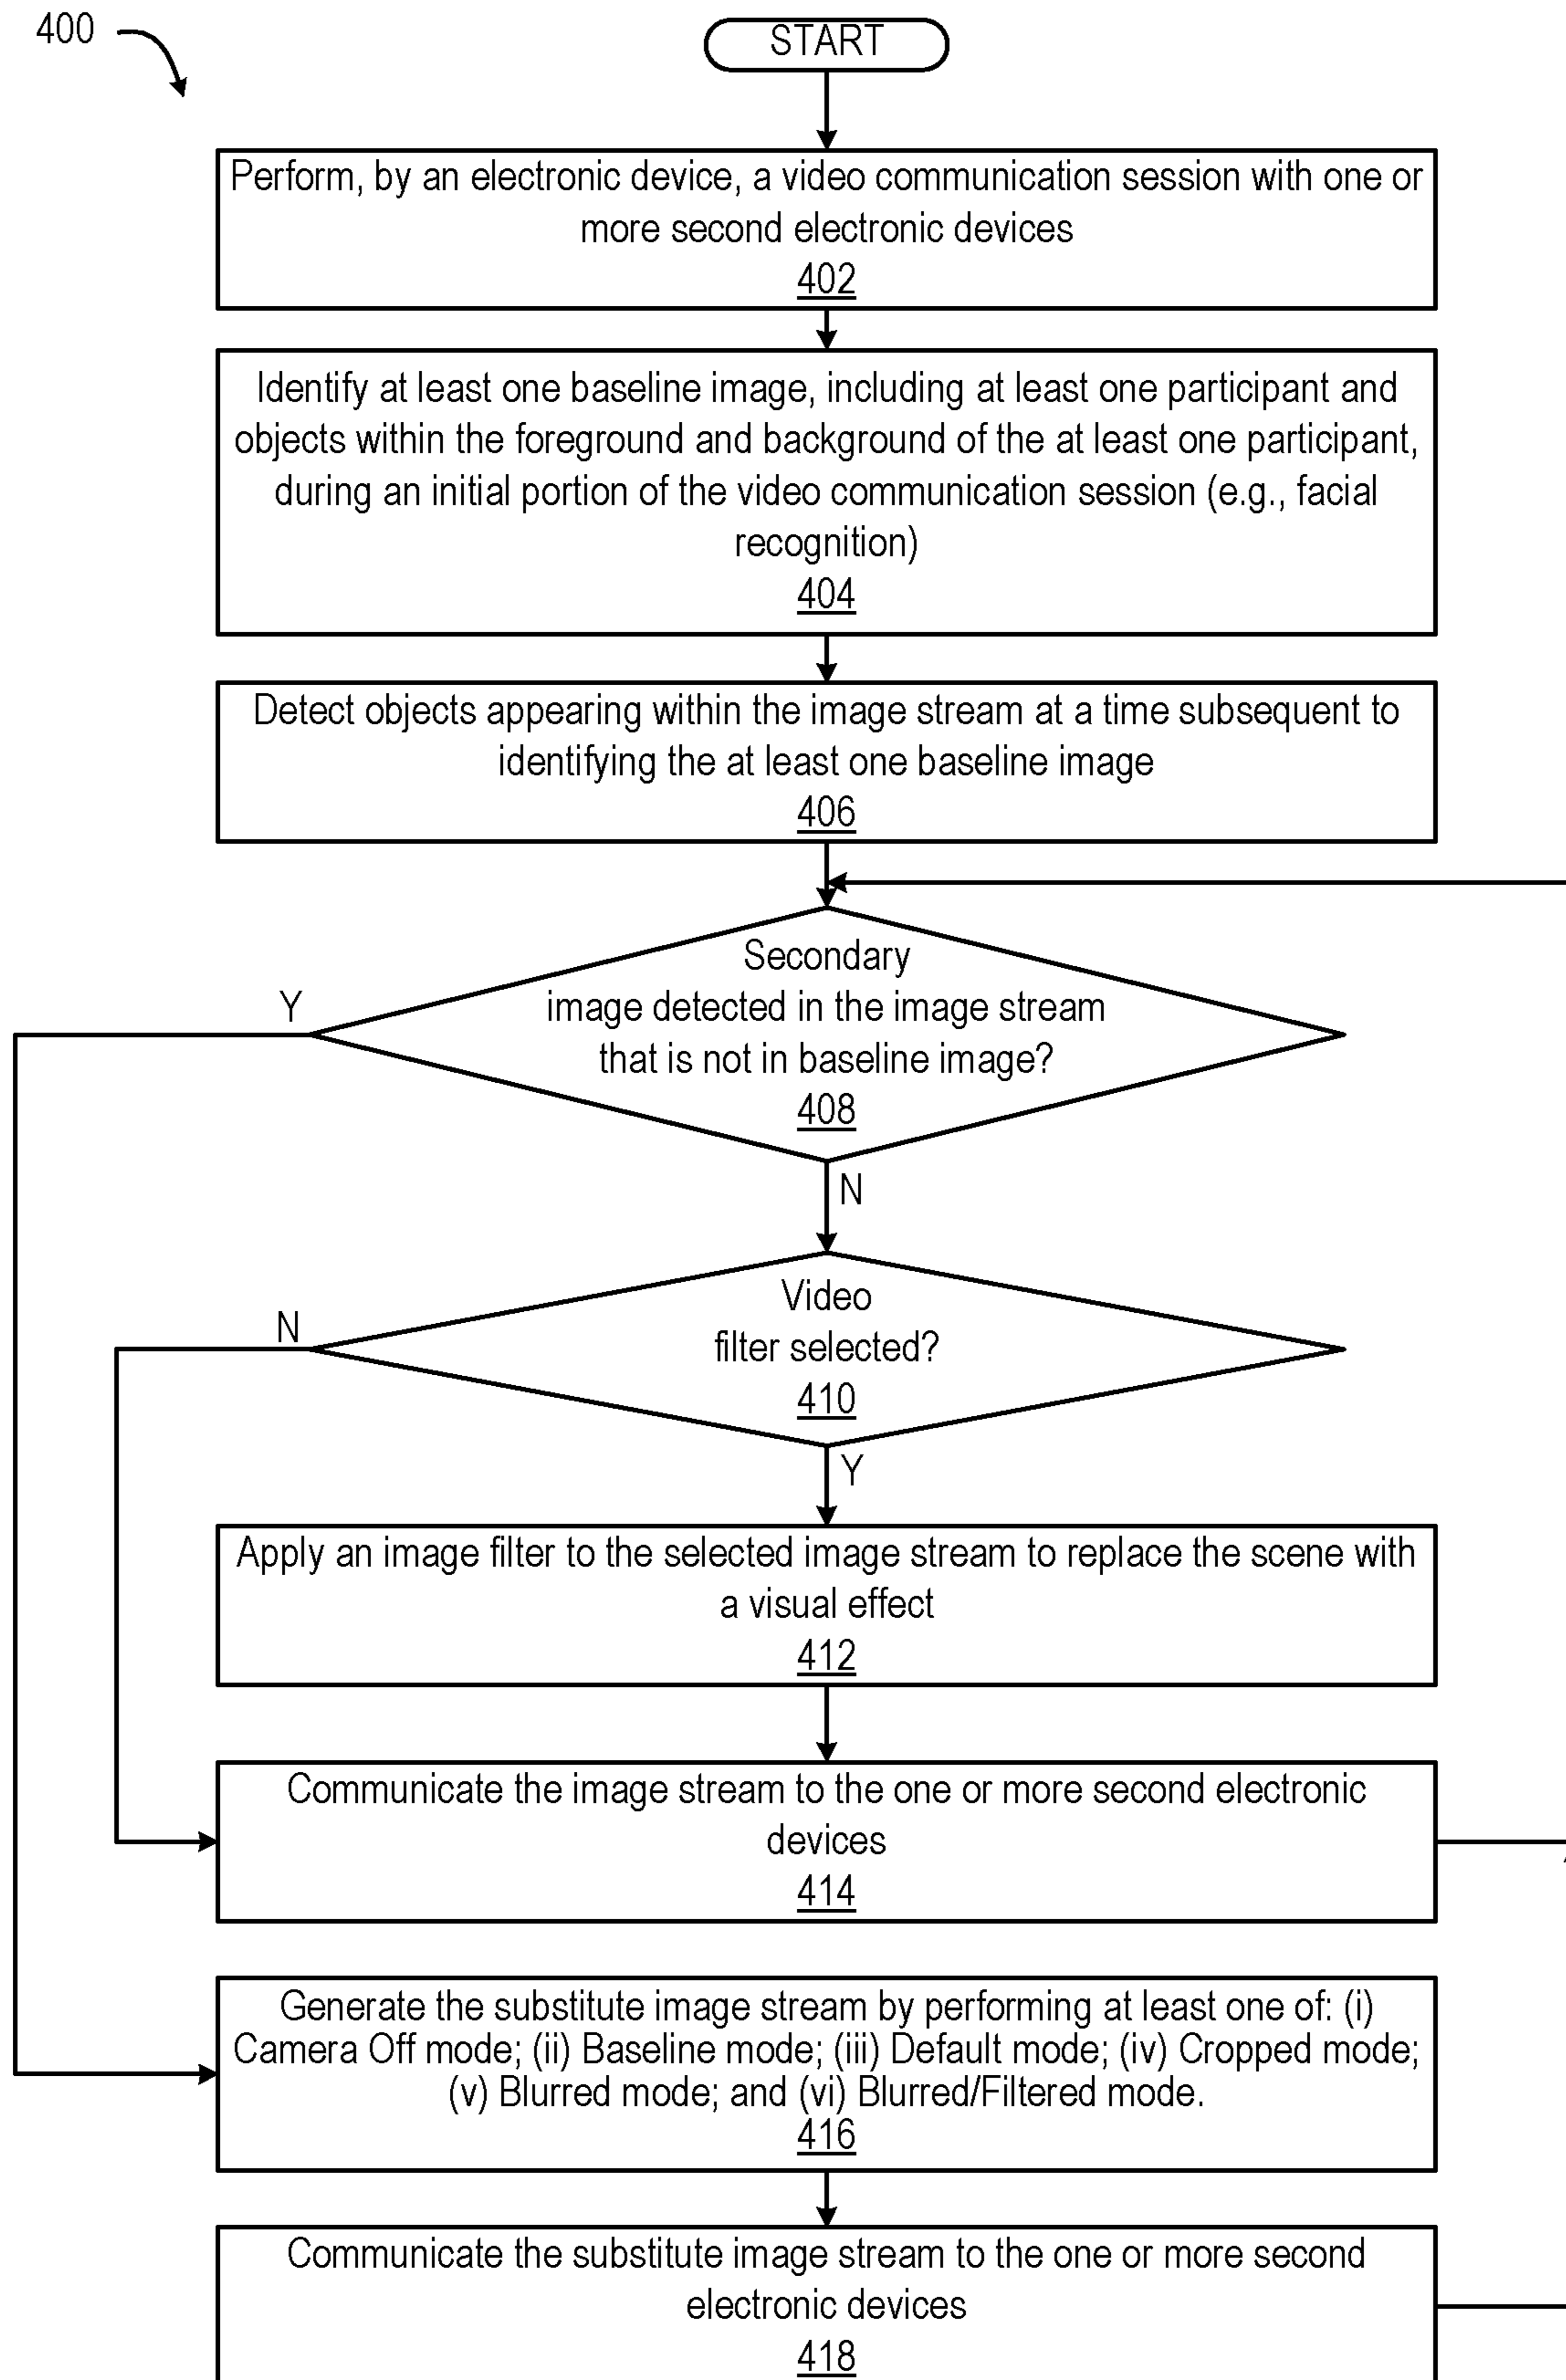 400
START
Perform, by an electronic device, a video communication session with one or
more second electronic devices
402
Identify at least one baseline image, including at least one participant and
objects within the foreground and background of the at least one participant,
during an initial portion of the video communication session (e.g., facial
recognition)
404
Detect objects appearing within the image stream at a time subsequent to
identifying the at least one baseline image
406
Secondary
image detected in the image stream
that is not in baseline image?
408
Y
N
Video
filter selected?
410
N
Y
Apply an image filter to the selected image stream to replace the scene with
a visual effect
412
Communicate the image stream to the one or more second electronic
devices
414
Generate the substitute image stream by performing at least one of: (i)
Camera Off mode; (ii) Baseline mode; (iii) Default mode; (iv) Cropped mode;
(v) Blurred mode; and (vi) Blurred/Filtered mode.
416
Communicate the substitute image stream to the one or more second
electronic devices
418